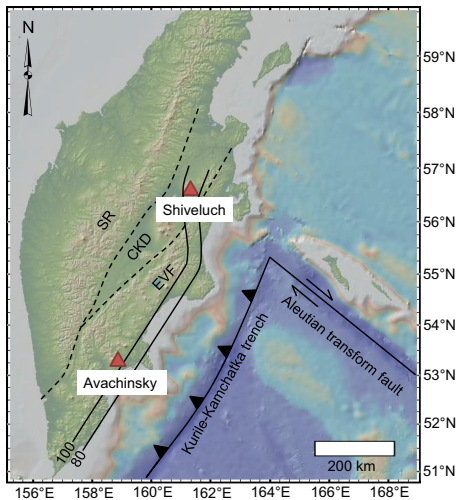 N
59°N
58°N
57°N
Shiveluch
56°N
SR
CKD
EVF
55°N
Aleutian transform fault
54°N
Kurile-Kamchatka trench
53°N
Avachinsky
52°N
100
80
200 km
51°N
156°E
158°E
160°E
162°E
164°E
166°E
168°E